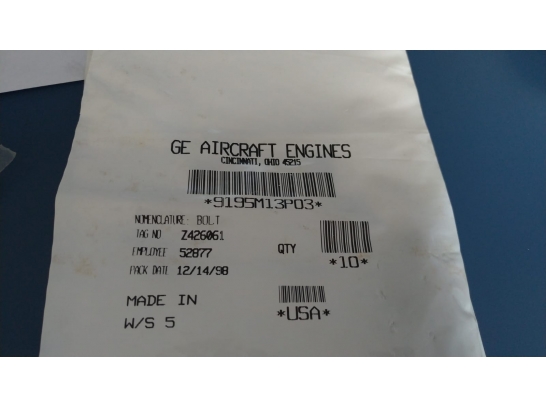 GE AIRCRAFT ENGINES
CINCINNATI, OHIO 45215
*9195M13P03*
NOMENCLATURE BOLT
TAG NO Z426061
EMPLOYEE 52877
QTY
*10*
PACK DATE 12/14/98
MADE IN
*USA*
W/S 5